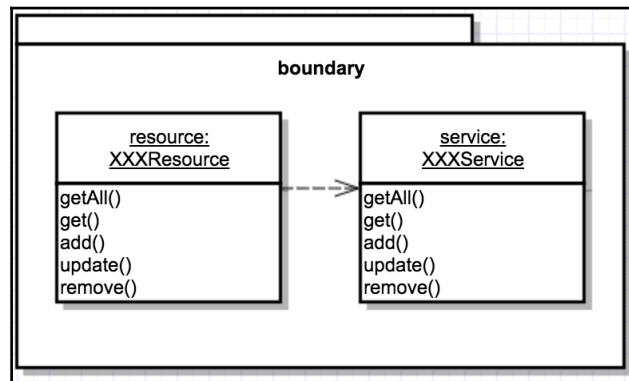 boundary
resource:
XXXResource
getAll()
get()
add()
update()
remove()
service:
XXXService
getAll()
get()
add()
update()
remove()